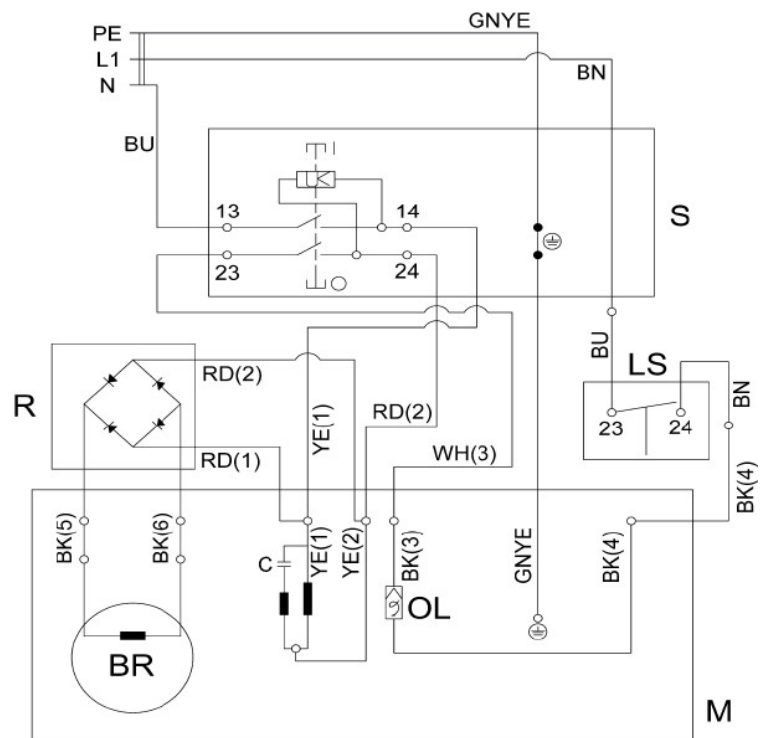 GNYE
PE
L1
BN
N
BU
I
U<
13
14
S
23
24
BU
LS
R
RD(2)
BN
YE(1)
RD(2)
23
24
RD(1)
WH(3)
BK(4)
BK(5)
BK(6)
C
YE(1)
YE(2)
BK(3)
OL
GNYE
BK(4)
BR
M